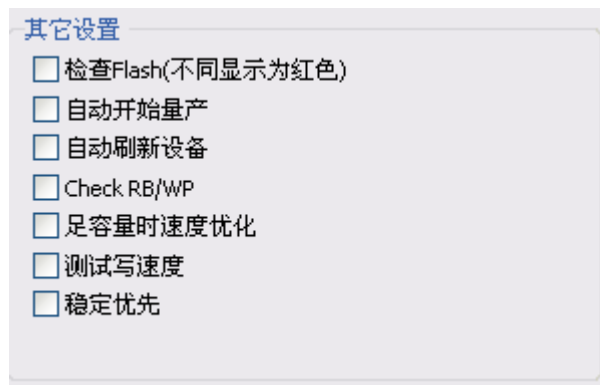 其它设置
检查Flash(不同显示为红色)
自动开始量产
自动刷新设备
Check RB/WP
足容量时速度优化
测试写速度
稳定优先